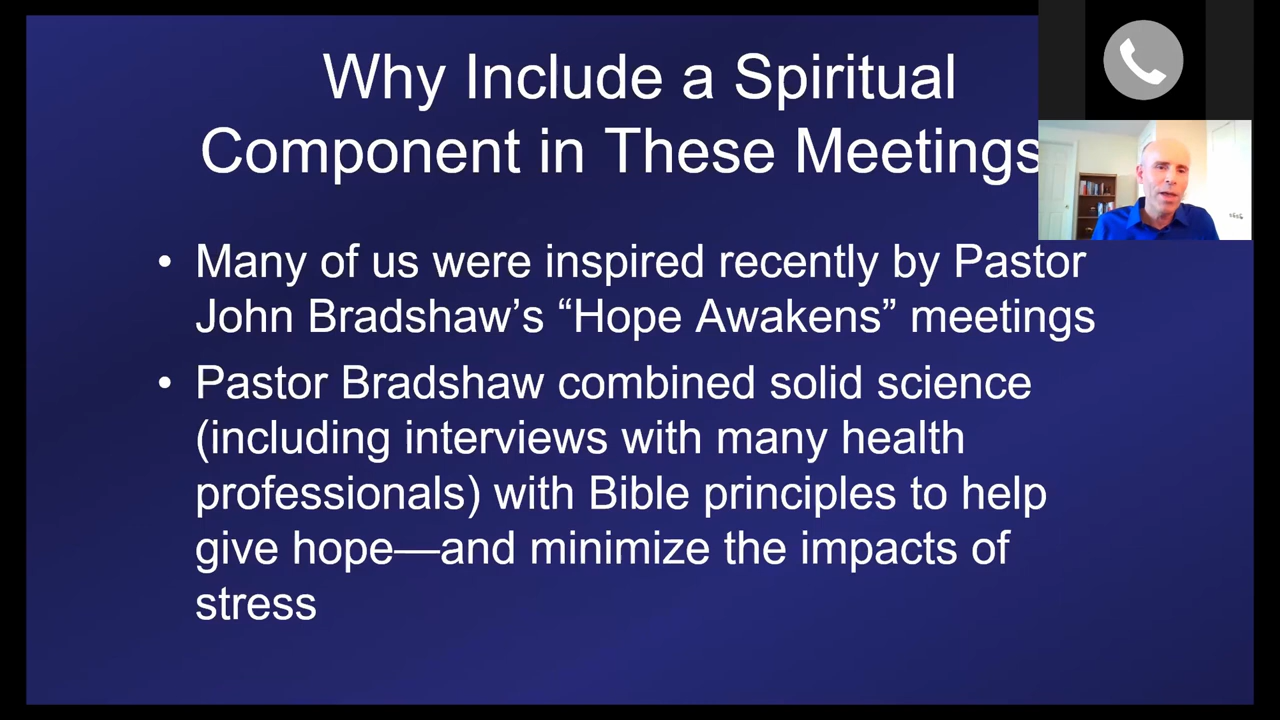 Why Include a Spiritual
Component in These Meetings
• Many of us were inspired recently by Pastor
John Bradshaw’s “Hope Awakens” meetings
• Pastor Bradshaw combined solid science
(including interviews with many health
professionals) with Bible principles to help
give hope—and minimize the impacts of
stress